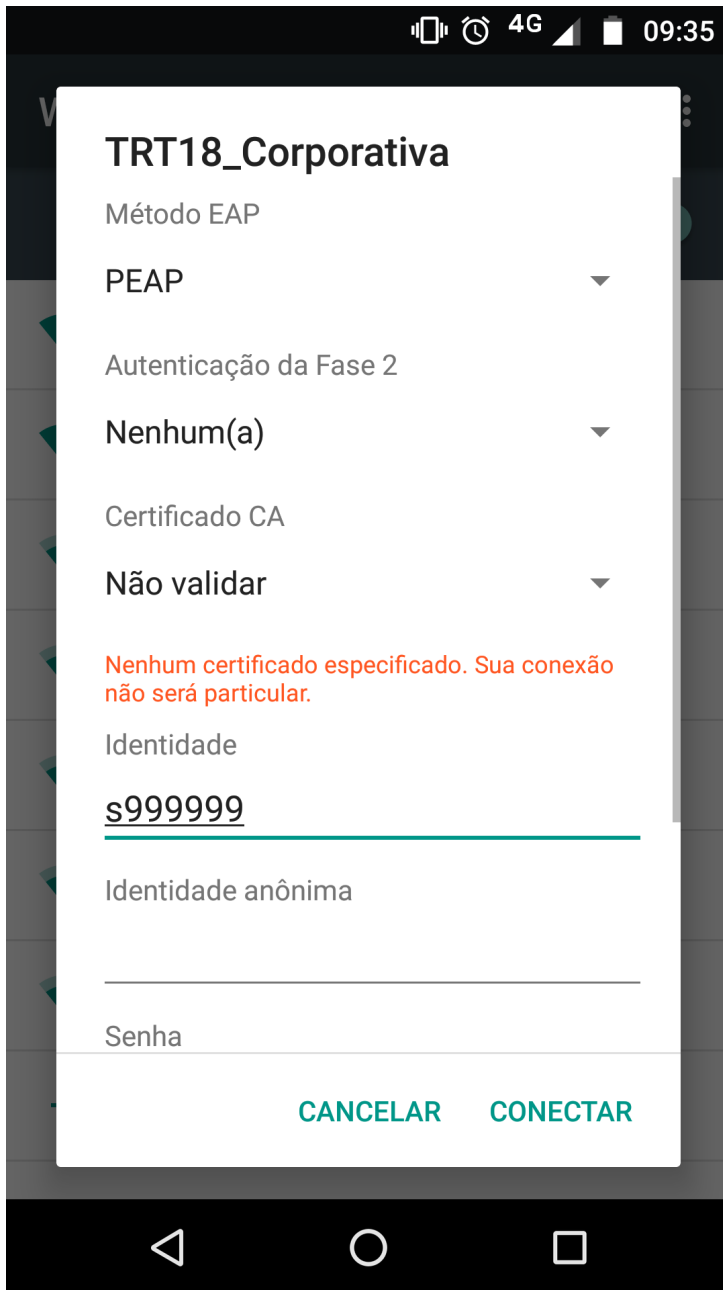 4G 09:35
W
TRT18_Corporativa
Método EAP
PEAP
Autenticação da Fase 2
Nenhum(a)
Certificado CA
Não validar
Nenhum certificado especificado. Sua conexão
não será particular.
Identidade
s999999
Identidade anônima
Senha
CANCELAR CONECTAR